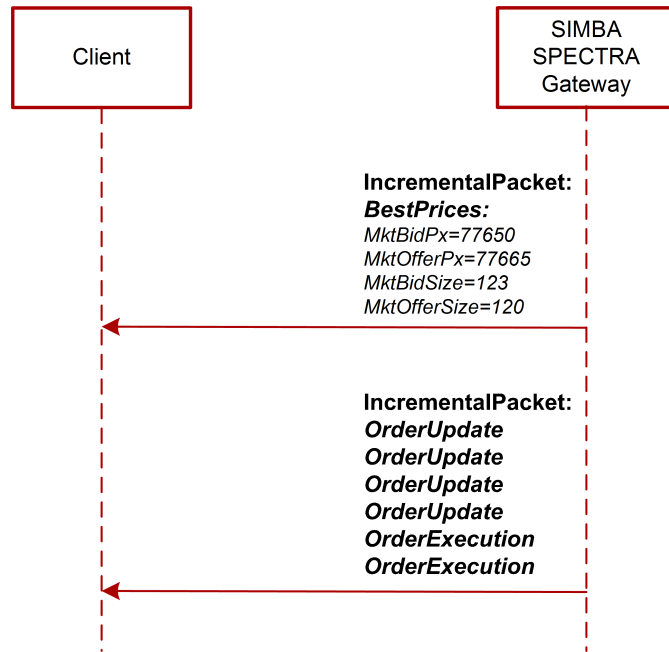 Client
SIMBA
SPECTRA
Gateway
IncrementalPacket:
BestPrices:
MktBidPx=77650
MktOfferPx=77665
MktBidSize=123
MktOfferSize=120
IncrementalPacket:
OrderUpdate
OrderUpdate
OrderUpdate
OrderUpdate
OrderExecution
OrderExecution